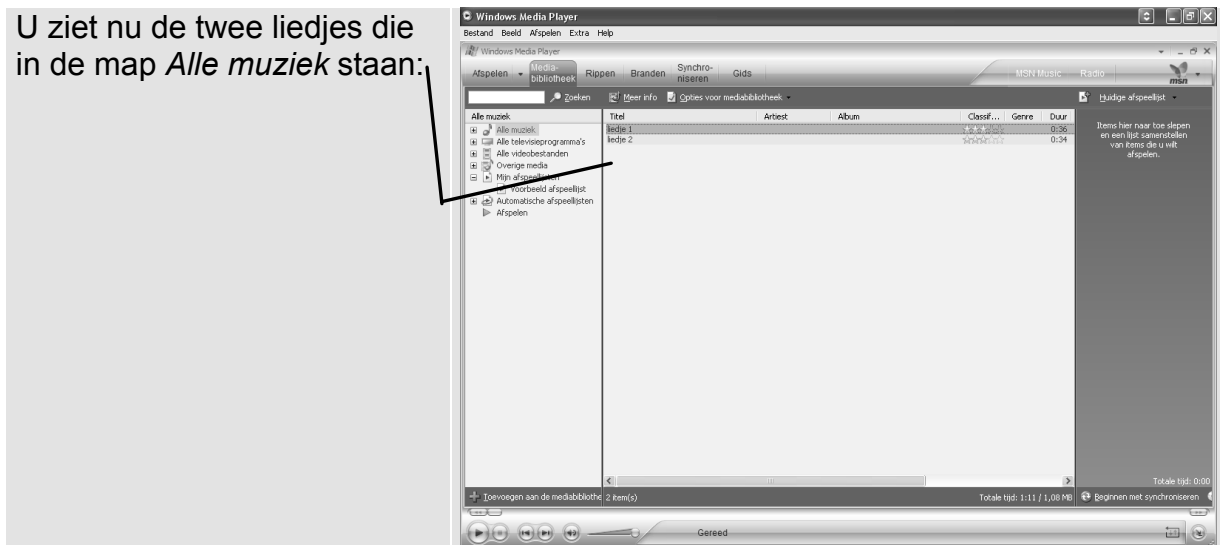 U ziet nu de twee liedjes die
in de map Alle muziek staan:
Windows Media Player
Bestand Beeld Afspelen Extra Help
Windows Media Player
Afspelen Media-bibliotheek Rippen Branden Synchro-niseren Gids MSN Music Radio msn
Zoeken Meer info Opties voor mediabibliotheek Huidige afspeellijst
Alle muziek Titel Artiest Album Classif... Genre Duur
Alle muziek
Alle televisieprogramma's
Alle videobestanden
Overige media
Mijn afspeellijsten
Voorbeeld afspeellijst
Automatische afspeellijsten
Afspelen
liedje 1 0:36
liedje 2 0:34
Items hier naar toe slepen
en een lijst samenstellen
van items die u wilt
afspelen.
Totale tijd: 0:00
Toevoegen aan de mediabibliothe 2 item(s) Totale tijd: 1:11 / 1,08 MB Beginnen met synchroniseren
Gereed